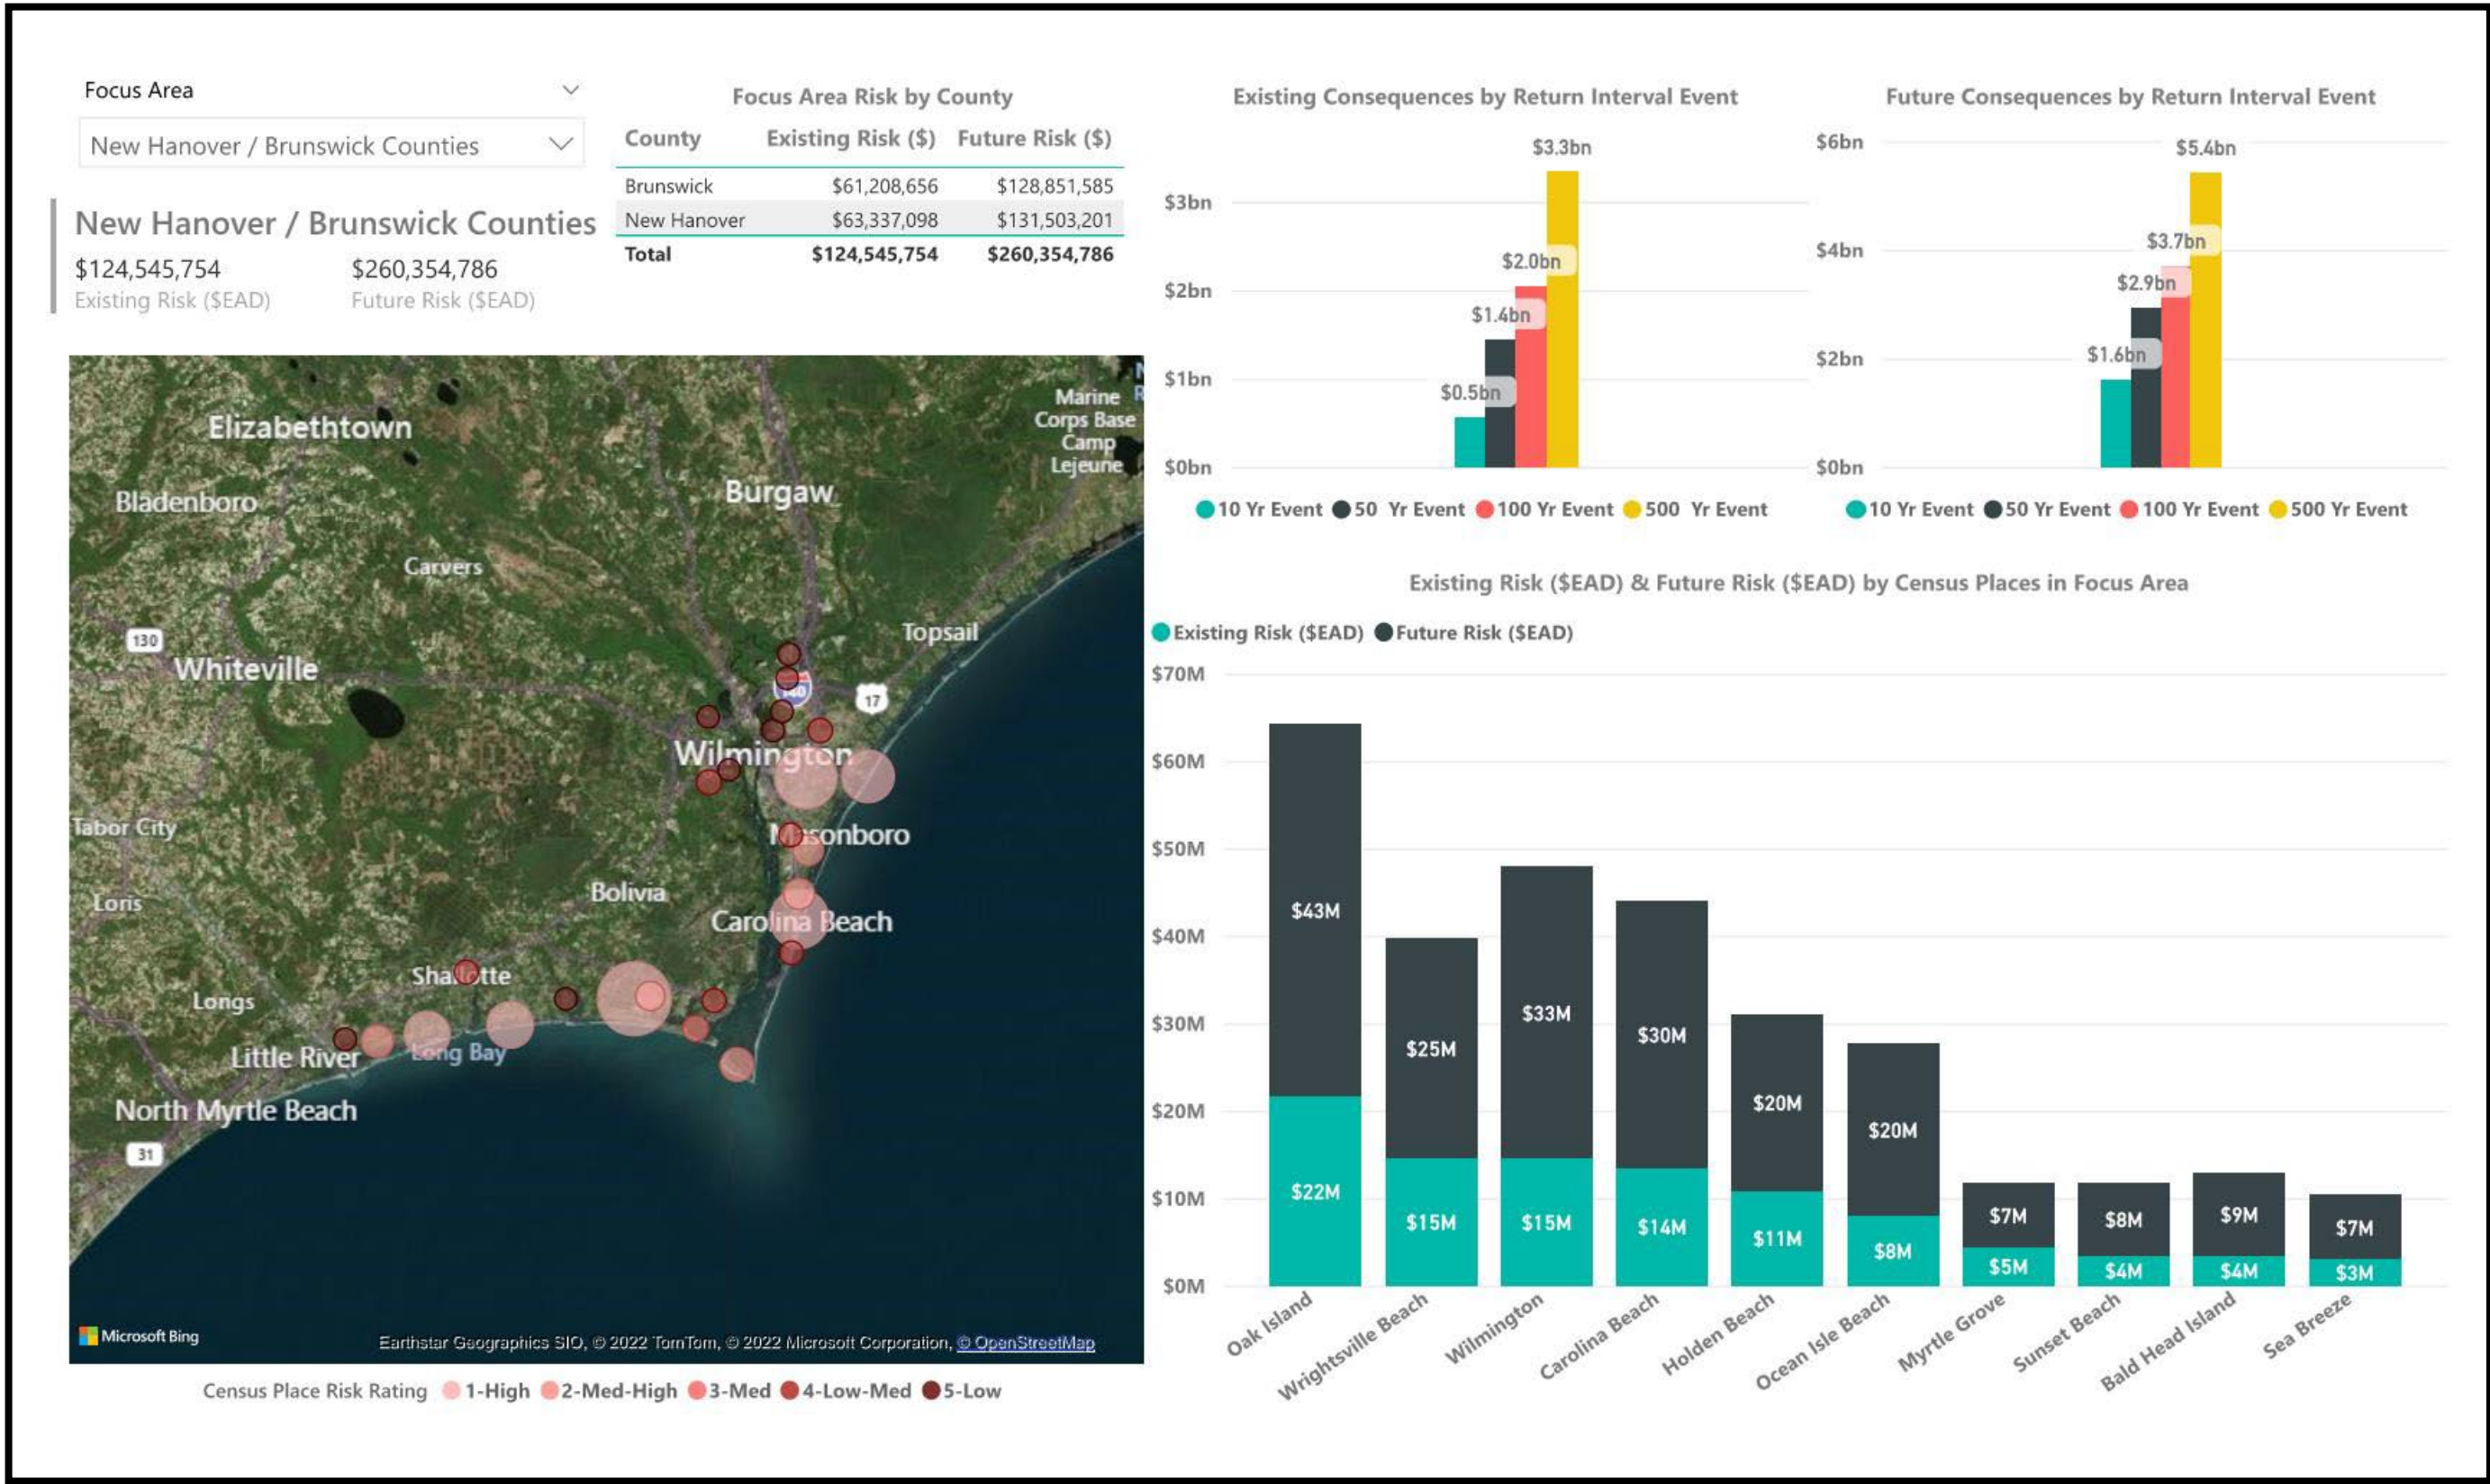 Focus Area
New Hanover / Brunswick Counties
New Hanover / Brunswick Counties
$124,545,754 $260,354,786
Existing Risk ($EAD) Future Risk ($EAD)
Focus Area Risk by County
County Existing Risk ($) Future Risk ($)
Brunswick $61,208,656 $128,851,585
New Hanover $63,337,098 $131,503,201
Total $124,545,754 $260,354,786
Existing Consequences by Return Interval Event
$3bn
$2bn
$1bn
$0bn
$0.5bn
$1.4bn
$2.0bn
$3.3bn
10 Yr Event 50 Yr Event 100 Yr Event 500 Yr Event
Future Consequences by Return Interval Event
$6bn
$4bn
$2bn
$0bn
$1.6bn
$2.9bn
$3.7bn
$5.4bn
10 Yr Event 50 Yr Event 100 Yr Event 500 Yr Event
Marine
Corps Base
Camp
Lejeune
Elizabethtown
Bladenboro
Burgaw
Carvers
Topsail
130
Whiteville
17
Wilmington
Tabor City
Masonboro
Bolivia
Loris
Carolina Beach
Shallotte
Longs
Little River
Long Bay
North Myrtle Beach
31
Microsoft Bing
Earthstar Geographics SIO, © 2022 TomTom, © 2022 Microsoft Corporation, © OpenStreetMap
Census Place Risk Rating 1-High 2-Med-High 3-Med 4-Low-Med 5-Low
Existing Risk ($EAD) & Future Risk ($EAD) by Census Places in Focus Area
Existing Risk ($EAD) Future Risk ($EAD)
$70M
$60M
$50M
$40M
$30M
$20M
$10M
$0M
$43M
$22M
$25M
$15M
$33M
$15M
$30M
$14M
$20M
$11M
$20M
$8M
$7M
$5M
$8M
$4M
$9M
$4M
$7M
$3M
Oak Island
Wrightsville Beach
Wilmington
Carolina Beach
Holden Beach
Ocean Isle Beach
Myrtle Grove
Sunset Beach
Bald Head Island
Sea Breeze